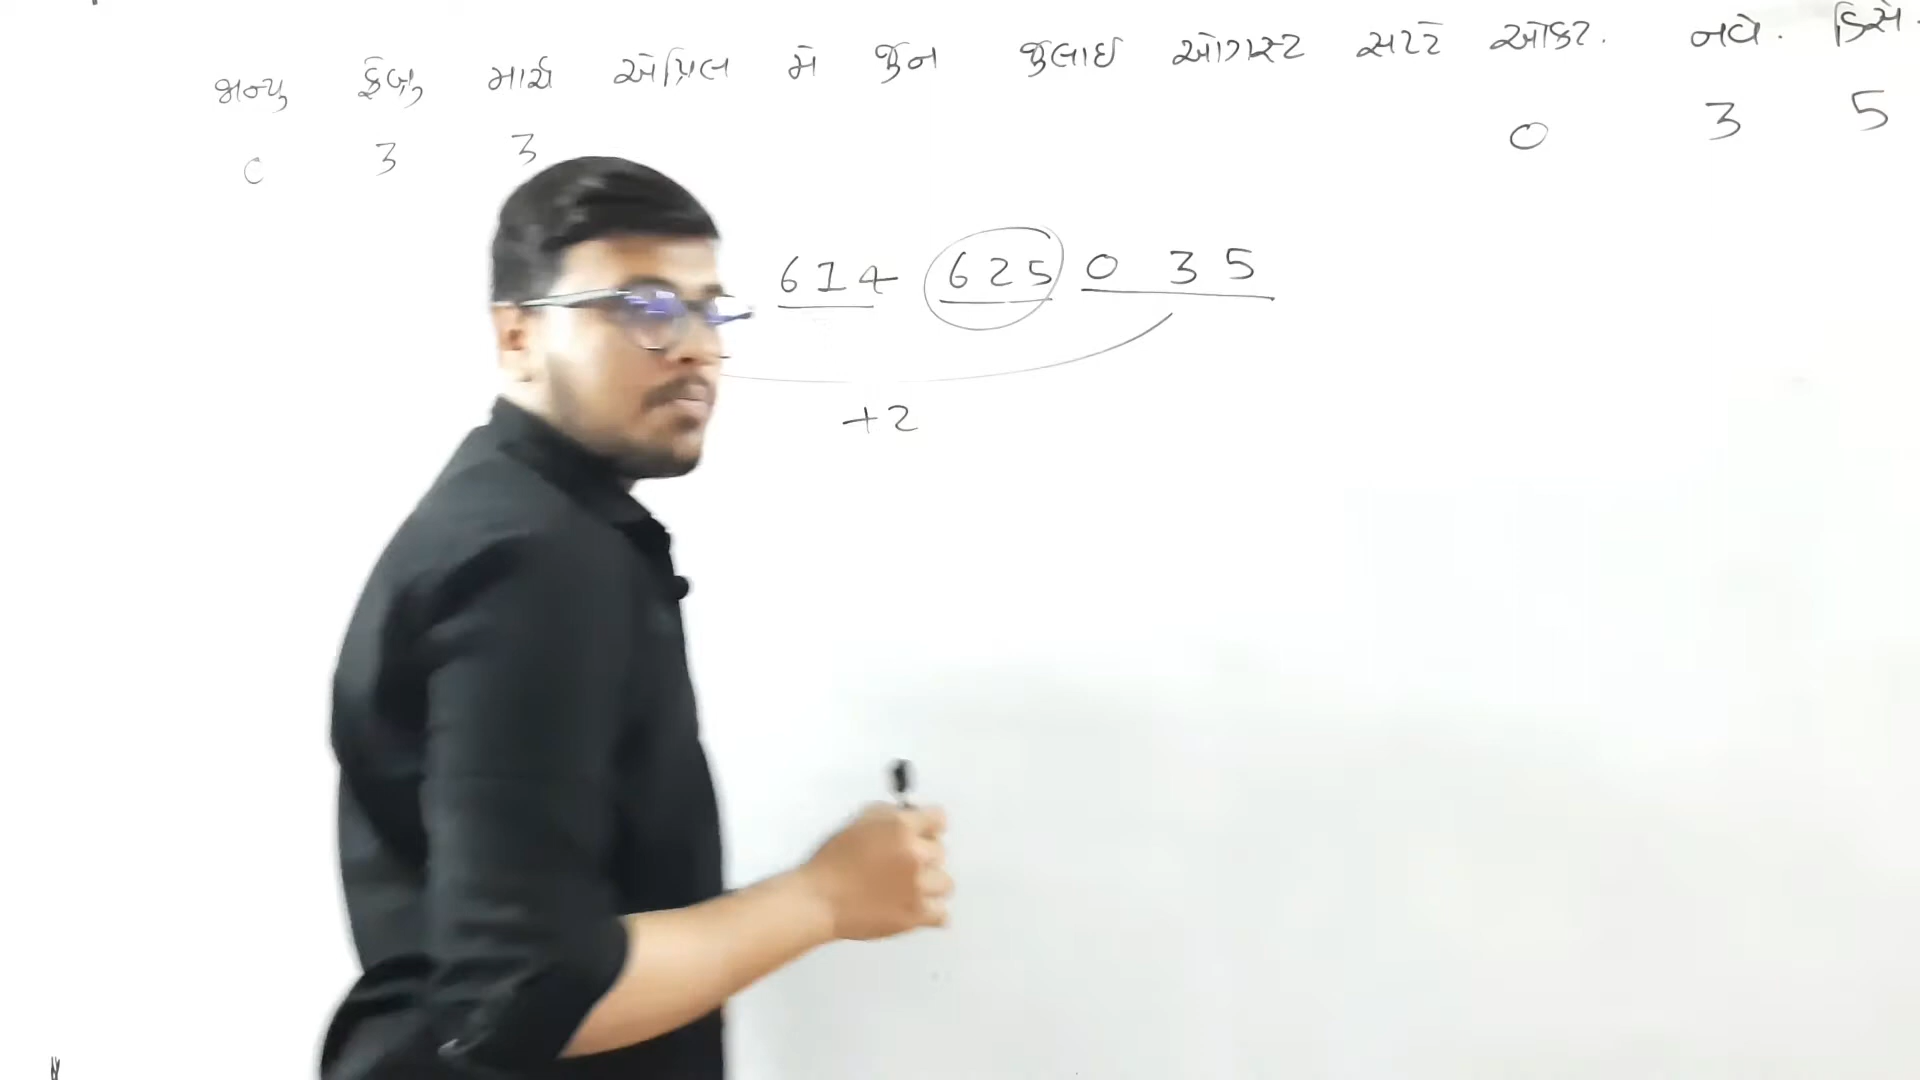 જાન્યુ ફેબ્રુ માર્ચ એપ્રિલ મે જુન જુલાઇ ઓગસ્ટ સપ્ટે ઓક્ટ. નવે. ડિસે.
0 3 3 0 3 5
614 625 0 3 5
+2